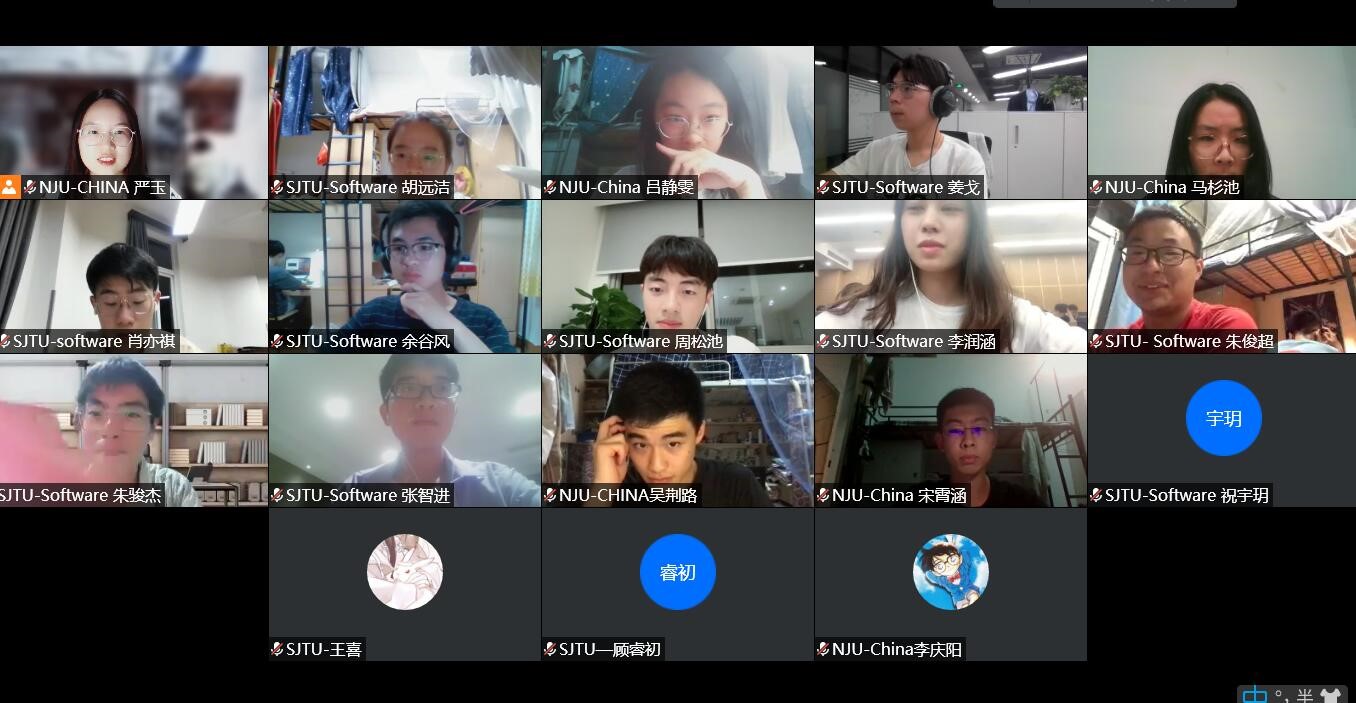 NJU-CHINA 严玉
SJTU-Software 胡远洁
NJU-China 吕静雯
SJTU-Software 姜戈
NJU-China 马杉池
SJTU-software 肖亦祺
SJTU-Software 余谷风
SJTU-Software 周松池
SJTU-Software 李润涵
SJTU- Software 朱俊超
SJTU-Software 朱骏杰
SJTU-Software 张智进
NJU-CHINA吴荆路
NJU-China 宋霄涵
宇玥
SJTU-Software 祝宇玥
SJTU-王喜
睿初
SJTU—顾睿初
NJU-China李庆阳
中 °, 半